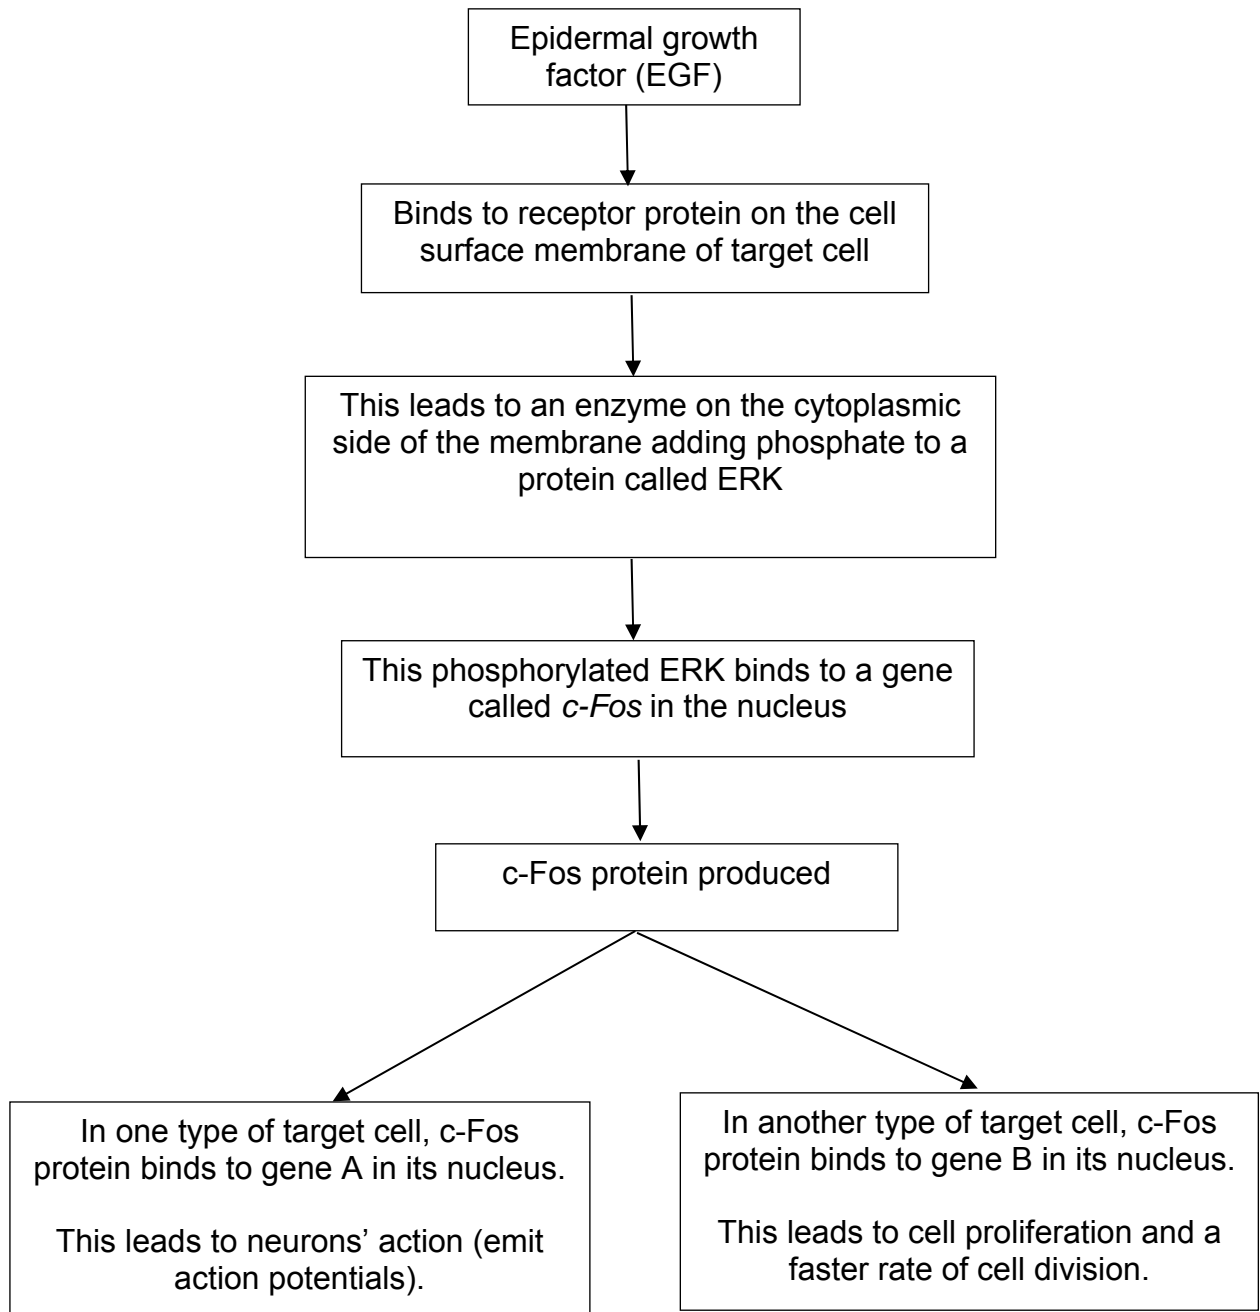 Epidermal growth
factor (EGF)
Binds to receptor protein on the cell
surface membrane of target cell
This leads to an enzyme on the cytoplasmic
side of the membrane adding phosphate to a
protein called ERK
This phosphorylated ERK binds to a gene
called c-Fos in the nucleus
c-Fos protein produced
In one type of target cell, c-Fos
protein binds to gene A in its nucleus.
This leads to neurons’ action (emit
action potentials).
In another type of target cell, c-Fos
protein binds to gene B in its nucleus.
This leads to cell proliferation and a
faster rate of cell division.